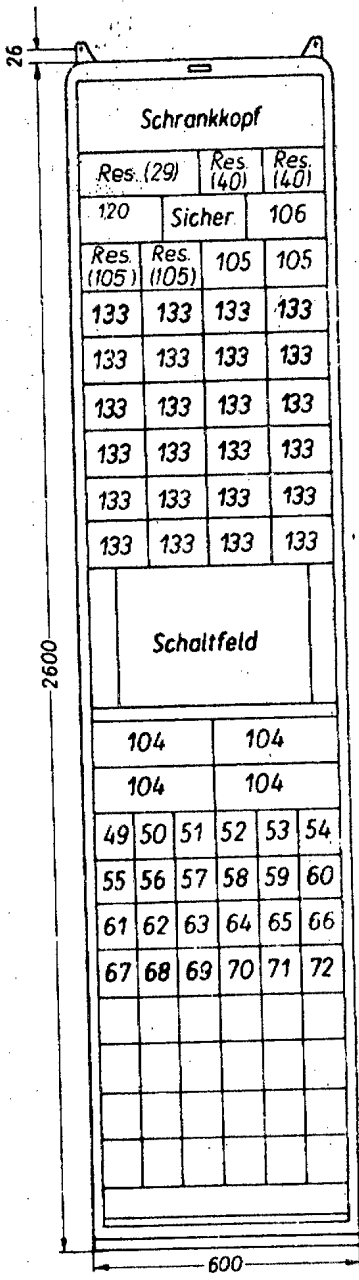 26
Schrankkopf
Res. (29) Res. (40) Res. (40)
120 Sicher. 106
Res. (105) Res. (105) 105 105
133 133 133 133
133 133 133 133
133 133 133 133
133 133 133 133
133 133 133 133
133 133 133 133
Schaltfeld
2600
104 104
104 104
49 50 51 52 53 54
55 56 57 58 59 60
61 62 63 64 65 66
67 68 69 70 71 72
600